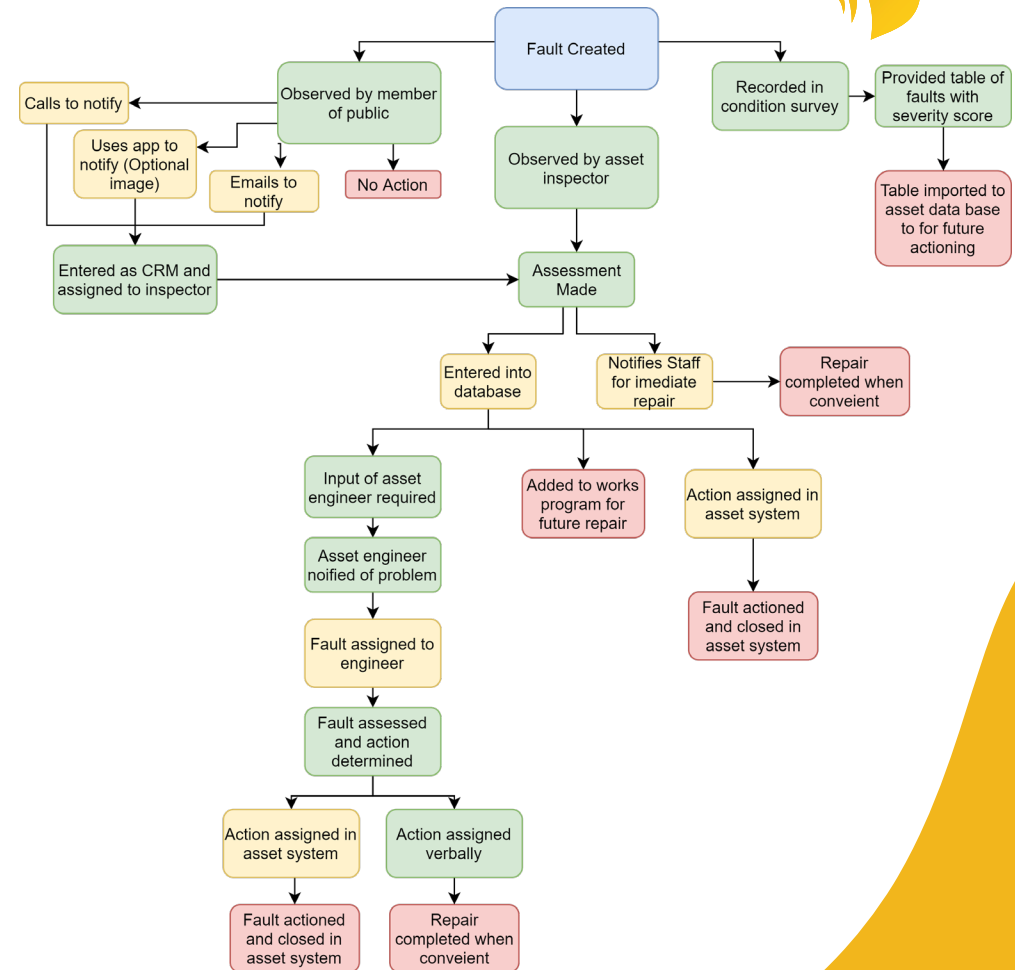 Fault Created
Observed by member
of public
Recorded in
condition survey
Provided table of
faults with
severity score
Calls to notify
Uses app to
notify (Optional
image)
Emails to
notify
No Action
Observed by asset
inspector
Table imported to
asset data base
to for future
actioning
Entered as CRM and
assigned to inspector
Assessment
Made
Entered into
database
Notifies Staff
for imediate
repair
Repair
completed when
conveient
Input of asset
engineer required
Added to works
program for
future repair
Action assigned in
asset system
Asset engineer
noified of problem
Fault actioned
and closed in
asset system
Fault assigned to
engineer
Fault assessed
and action
determined
Action assigned in
asset system
Action assigned
verbally
Fault actioned
and closed in
asset system
Repair
completed when
conveient